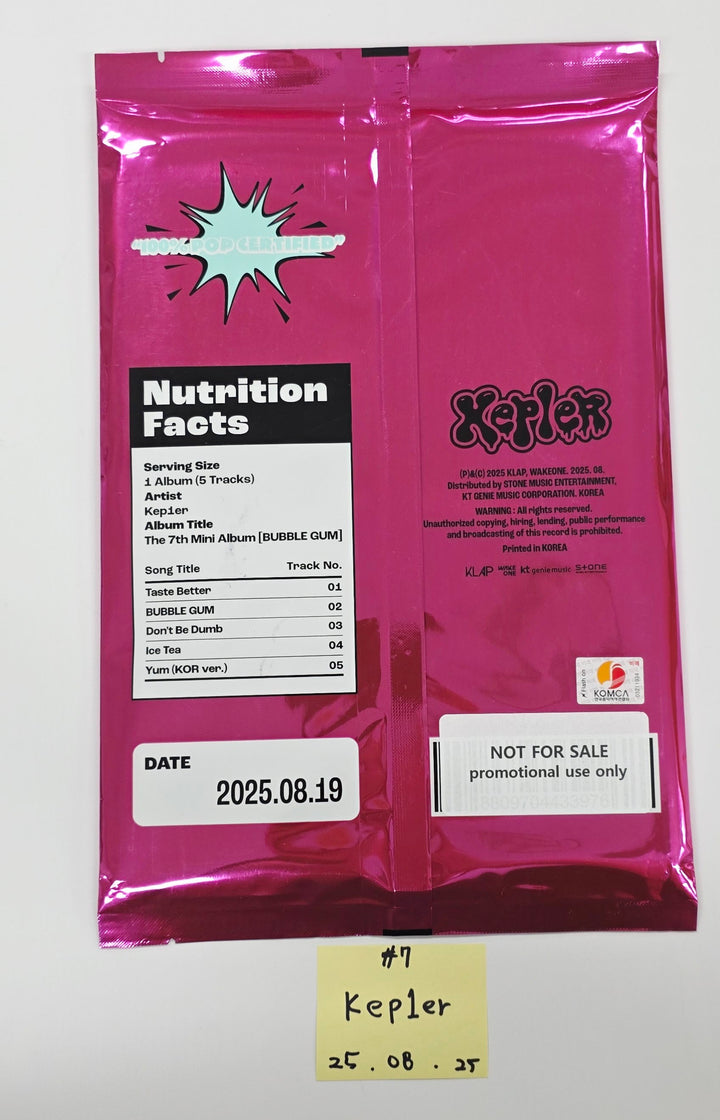 "100% POP CERTIFIED"
Nutrition
Facts
Serving Size
1 Album (5 Tracks)
Artist
Kep1er
Album Title
The 7th Mini Album [BUBBLE GUM]
Song Title Track No.
Taste Better 01
BUBBLE GUM 02
Don't Be Dumb 03
Ice Tea 04
Yum (KOR ver.) 05
DATE
2025.08.19
Kep1er
(P)&(C) 2025 KLAP, WAKEONE. 2025. 08.
Distributed by STONE MUSIC ENTERTAINMENT,
KT GENIE MUSIC CORPORATION. KOREA
WARNING : All rights reserved.
Unauthorized copying, hiring, lending, public performance
and broadcasting of this record is prohibited.
Printed in KOREA
KLAP WAKE ONE kt geniemusic STONE
Flash on
KOMCA
NOT FOR SALE
promotional use only
8809704433976
#7
Kep1er
25.08.25